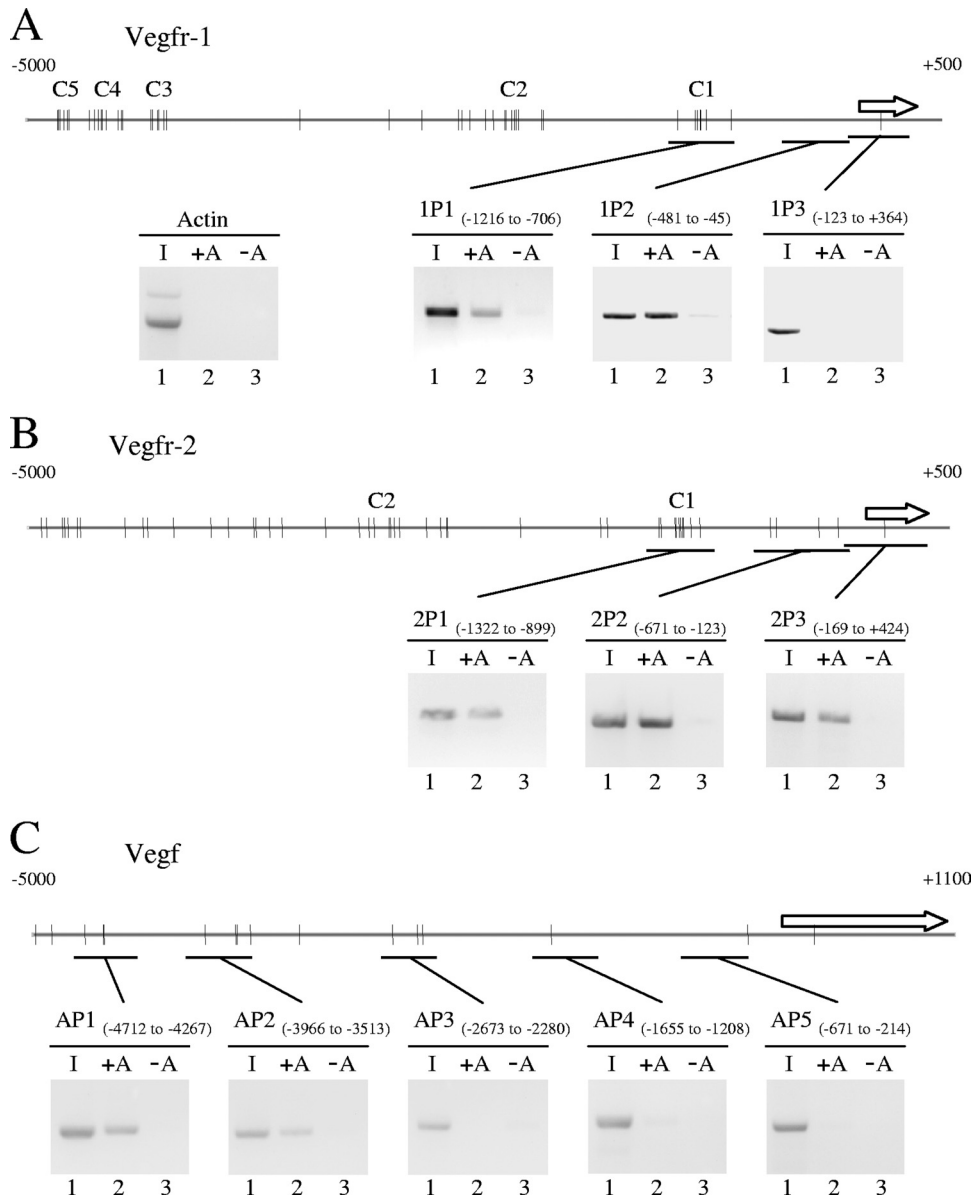 A
Vegfr-1
-5000
+500
C5 C4 C3 C2 C1
Actin
I +A -A
1 2 3
1P1 (-1216 to -706)
I +A -A
1 2 3
1P2 (-481 to -45)
I +A -A
1 2 3
1P3 (-123 to +364)
I +A -A
1 2 3
B
Vegfr-2
-5000
+500
C2 C1
2P1 (-1322 to -899)
I +A -A
1 2 3
2P2 (-671 to -123)
I +A -A
1 2 3
2P3 (-169 to +424)
I +A -A
1 2 3
C
Vegf
-5000
+1100
AP1 (-4712 to -4267)
I +A -A
1 2 3
AP2 (-3966 to -3513)
I +A -A
1 2 3
AP3 (-2673 to -2280)
I +A -A
1 2 3
AP4 (-1655 to -1208)
I +A -A
1 2 3
AP5 (-671 to -214)
I +A -A
1 2 3